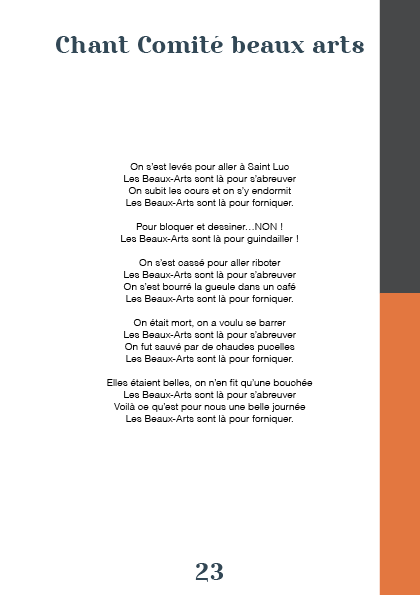 Chant Comité beaux arts
On s'est levés pour aller à Saint Luc
Les Beaux-Arts sont là pour s'abreuver
On subit les cours et on s'y endormit
Les Beaux-Arts sont là pour forniquer.
Pour bloquer et dessiner...NON !
Les Beaux-Arts sont là pour guindailler !
On s'est cassé pour aller riboter
Les Beaux-Arts sont là pour s'abreuver
On s'est bourré la gueule dans un café
Les Beaux-Arts sont là pour forniquer.
On était mort, on a voulu se barrer
Les Beaux-Arts sont là pour s'abreuver
On fut sauvé par de chaudes pucelles
Les Beaux-Arts sont là pour forniquer.
Elles étaient belles, on n'en fit qu'une bouchée
Les Beaux-Arts sont là pour s'abreuver
Voilà ce qu'est pour nous une belle journée
Les Beaux-Arts sont là pour forniquer.
23